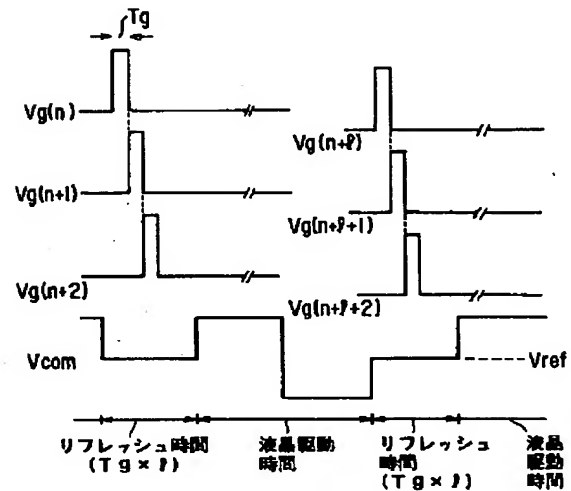 Tg
Vg(n)
Vg(n+1)
Vg(n+2)
Vg(n+ℓ)
Vg(n+ℓ+1)
Vg(n+ℓ+2)
Vcom
Vref
リフレッシュ時間
(Tg×ℓ)
液晶駆動
時間
リフレッシュ
時間
(Tg×ℓ)
液晶
駆動
時間